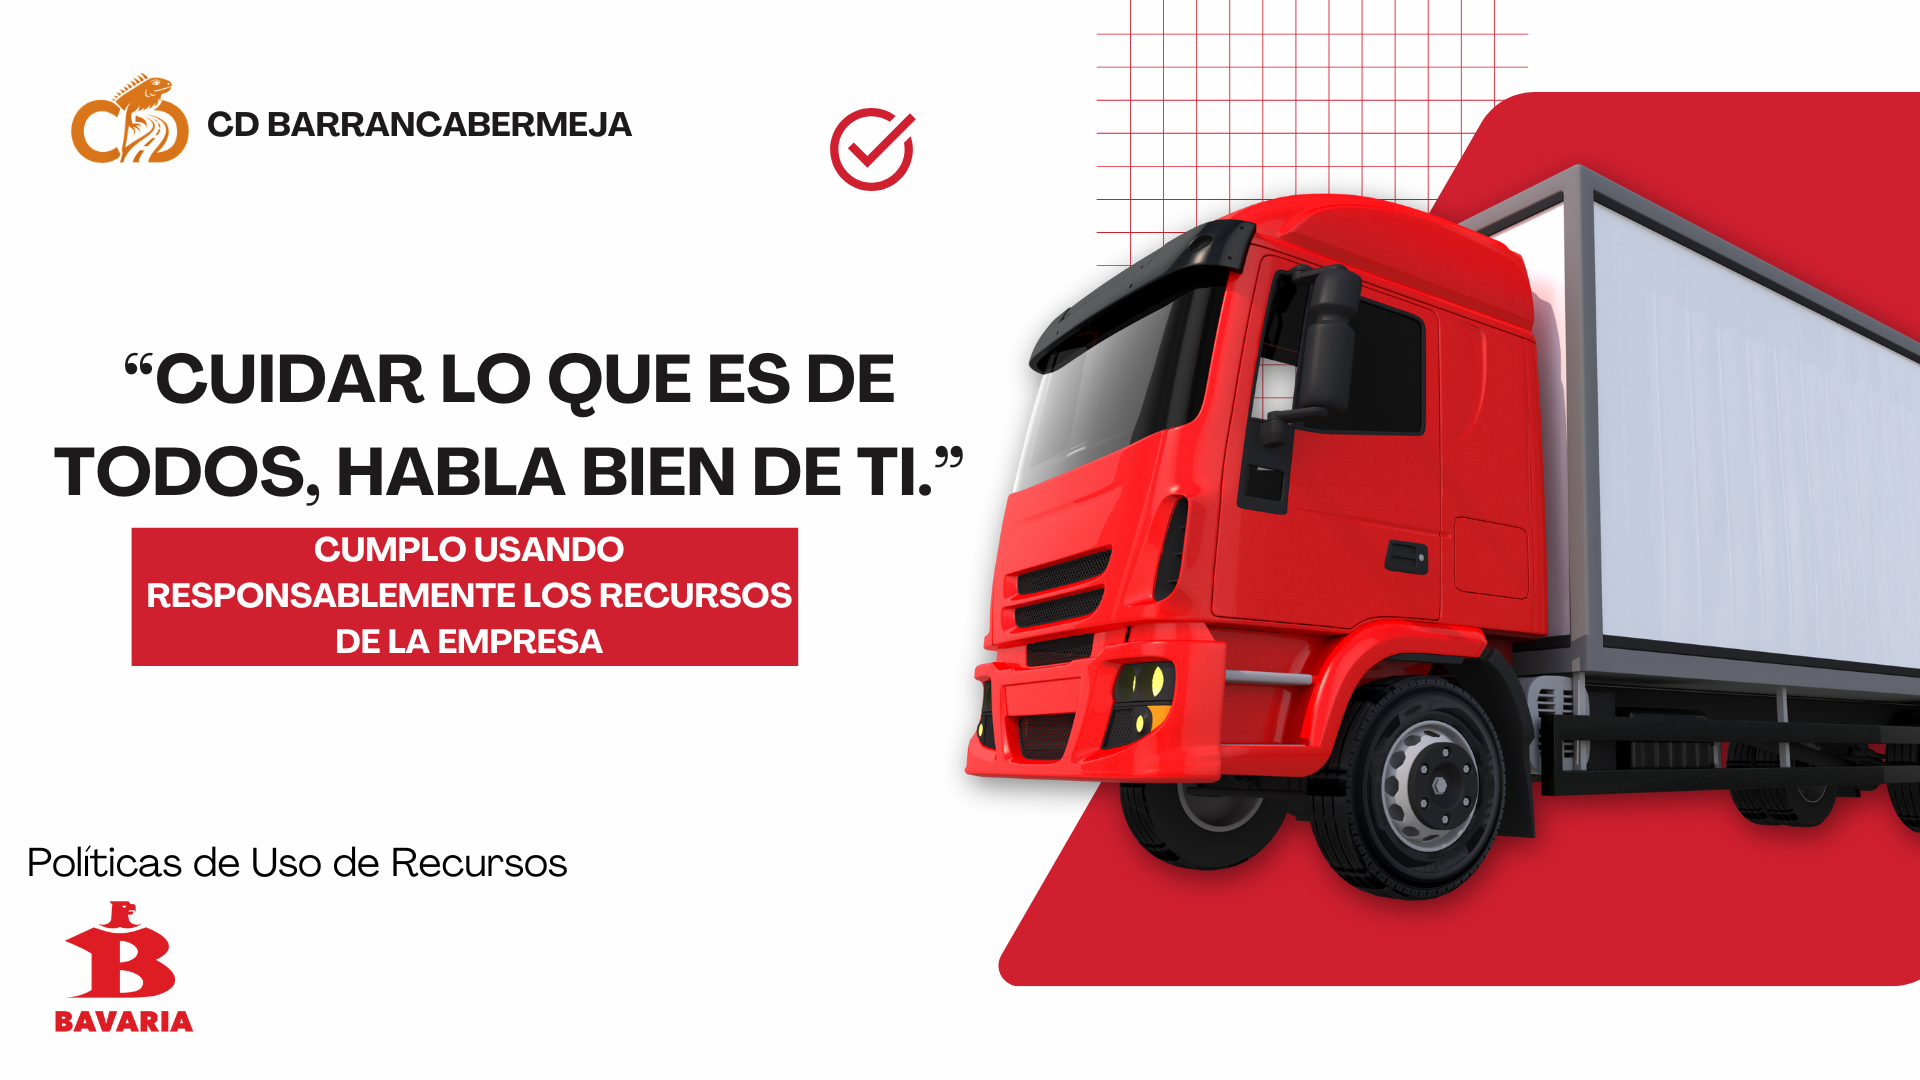 CD BARRANCABERMEJA
“CUIDAR LO QUE ES DE
TODOS, HABLA BIEN DE TI.”
CUMPLO USANDO
RESPONSABLEMENTE LOS RECURSOS
DE LA EMPRESA
Políticas de Uso de Recursos
BAVARIA